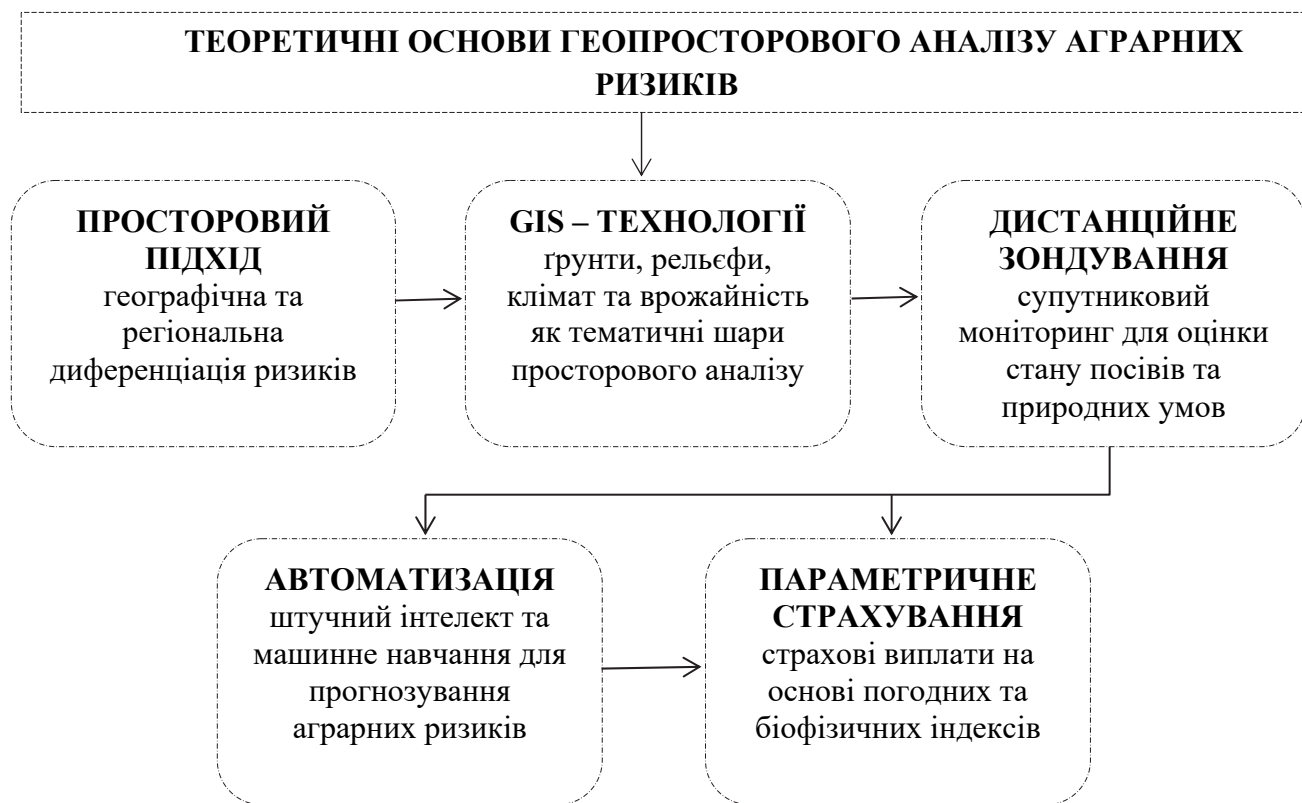 ТЕОРЕТИЧНІ ОСНОВИ ГЕОПРОСТОРОВОГО АНАЛІЗУ АГРАРНИХ
РИЗИКІВ
ПРОСТОРОВИЙ
ПІДХІД
географічна та
регіональна
диференціація ризиків
GIS – ТЕХНОЛОГІЇ
ґрунти, рельєфи,
клімат та врожайність
як тематичні шари
просторового аналізу
ДИСТАНЦІЙНЕ
ЗОНДУВАННЯ
супутниковий
моніторинг для оцінки
стану посівів та
природних умов
АВТОМАТИЗАЦІЯ
штучний інтелект та
машинне навчання для
прогнозування
аграрних ризиків
ПАРАМЕТРИЧНЕ
СТРАХУВАННЯ
страхові виплати на
основі погодних та
біофізичних індексів